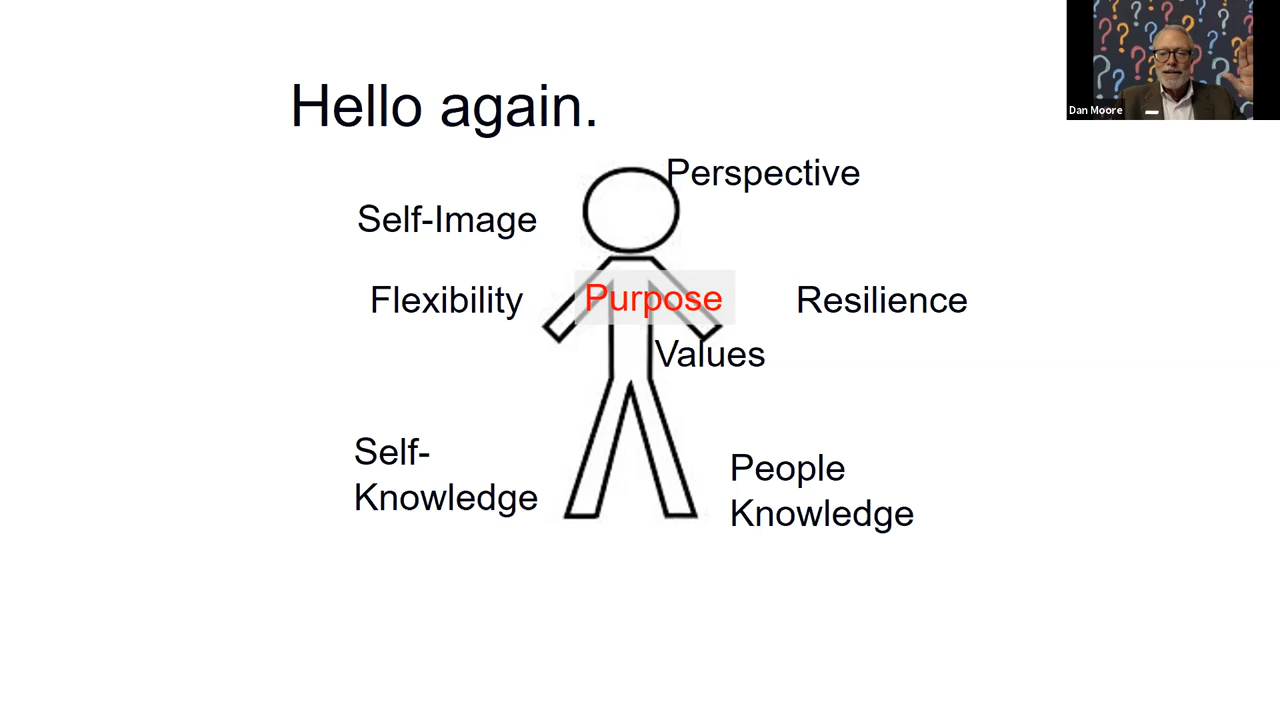 Hello again.
Perspective
Self-Image
Flexibility
Purpose
Resilience
Values
Self-
Knowledge
People
Knowledge
Dan Moore